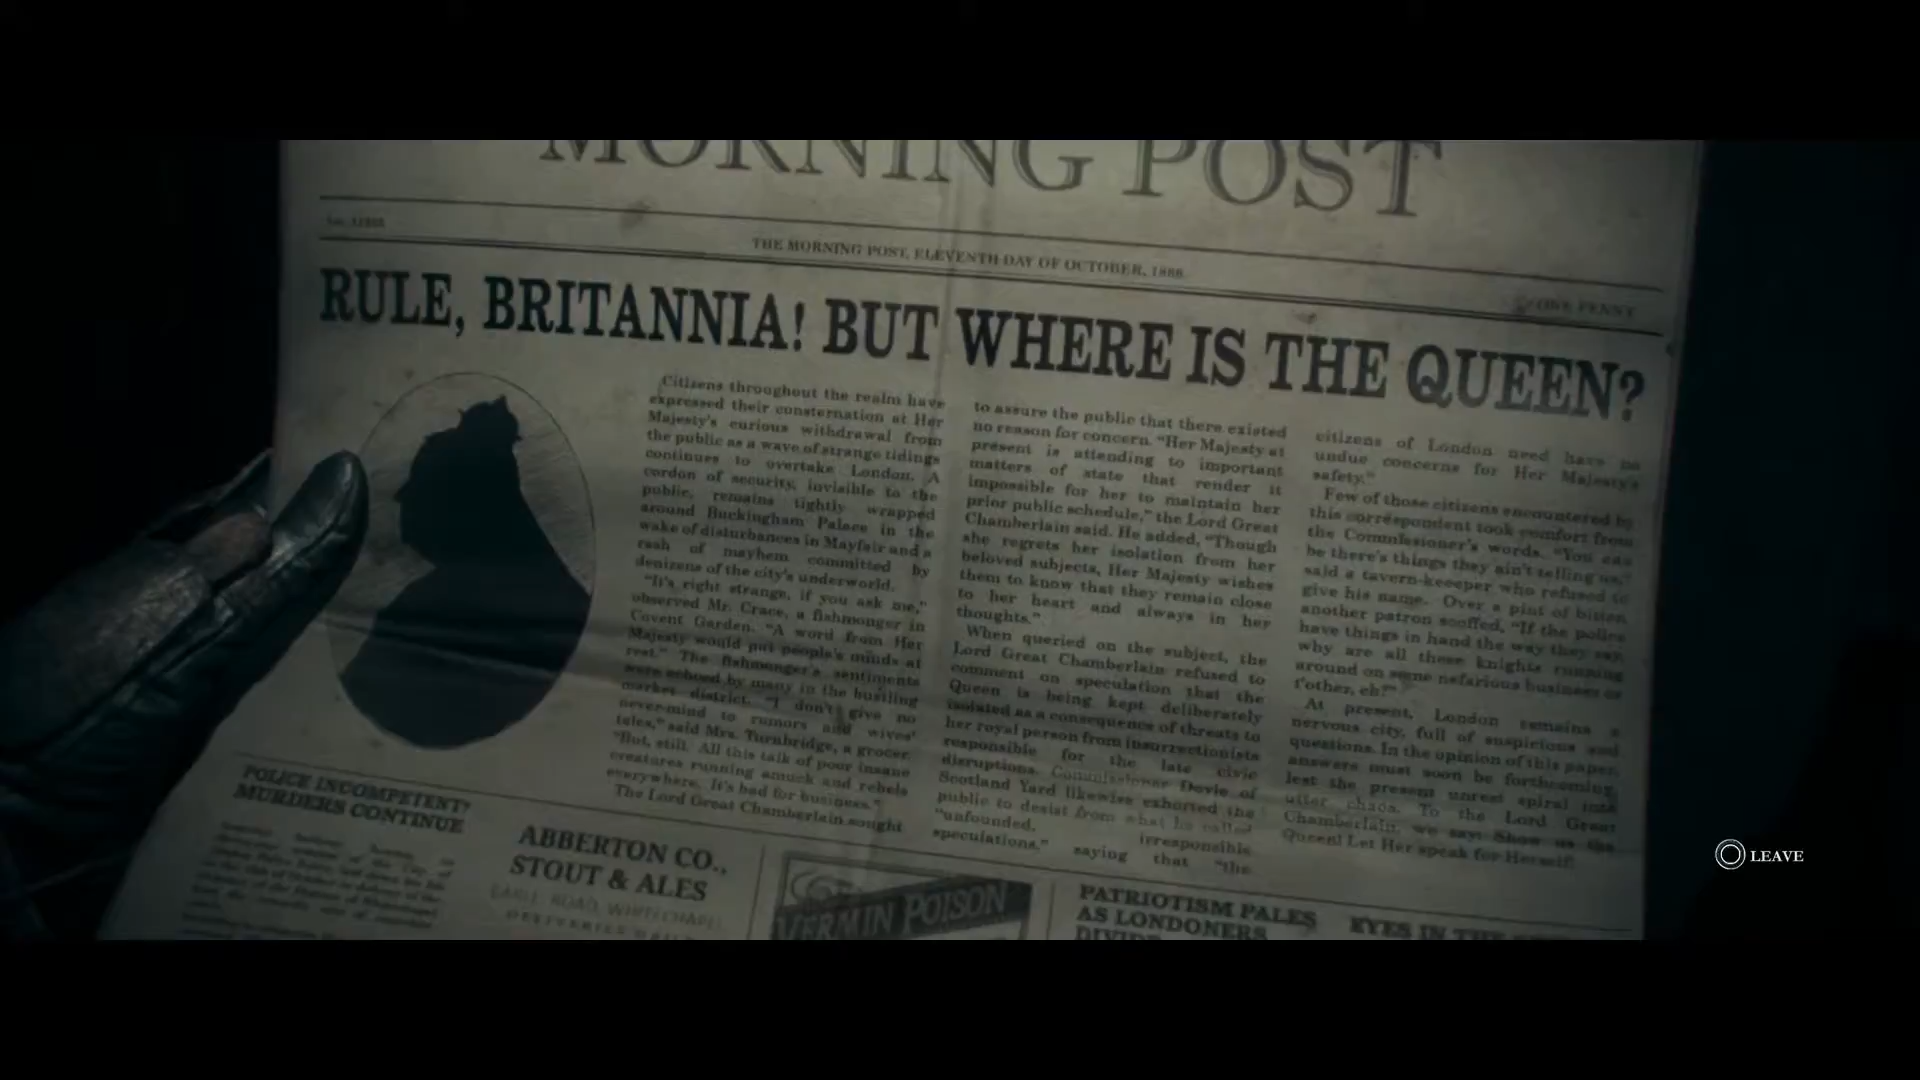 MORNING POST
THE MORNING POST, ELEVENTH DAY OF OCTOBER, 1886
ONE PENNY
RULE, BRITANNIA! BUT WHERE IS THE QUEEN?
Citizens throughout the realm have
expressed their consternation at Her
Majesty's curious withdrawal from
the public as a wave of strange tidings
continues to overtake London. A
cordon of security, invisible to the
public, remains tightly wrapped
around Buckingham Palace in the
wake of disturbances in Mayfair and a
rash of mayhem committed by
denizens of the city's underworld.
"It's right strange, if you ask me,"
observed Mr. Crace, a fishmonger in
Covent Garden. "A word from Her
Majesty would put people's minds at
rest." The fishmonger's sentiments
were echoed by many in the bustling
market district. "I don't give no
never-mind to rumors and wives'
tales," said Mrs. Turnbridge, a grocer.
"But, still. All this talk of poor insane
creatures running amuck and rebels
everywhere. It's bad for business."
The Lord Great Chamberlain sought
to assure the public that there existed
no reason for concern. "Her Majesty at
present is attending to important
matters of state that render it
impossible for her to maintain her
prior public schedule," the Lord Great
Chamberlain said. He added, "Though
she regrets her isolation from her
beloved subjects, Her Majesty wishes
them to know that they remain close
to her heart and always in her
thoughts."
When queried on the subject, the
Lord Great Chamberlain refused to
comment on speculation that the
Queen is being kept deliberately
isolated as a consequence of threats to
her royal person from insurrectionists
responsible for the late civic
disruptions. Commissioner Doyle of
Scotland Yard likewise exhorted the
public to desist from what he called
"unfounded, irresponsible
speculations," saying that "the
citizens of London need have no
undue concerns for Her Majesty's
safety."
Few of those citizens encountered by
this correspondent took comfort from
the Commissioner's words. "You can
be there's things they ain't telling us,"
said a tavern-keeeper who refused to
give his name. Over a pint of bitter,
another patron scoffed, "If the police
have things in hand the way they say,
why are all these knights running
around on some nefarious business or
t'other, eh?"
At present, London remains a
nervous city, full of suspicions and
questions. In the opinion of this paper,
answers must soon be forthcoming,
lest the present unrest spiral into
utter chaos. To the Lord Great
Chamberlain, we say: Show us the
Queen! Let Her speak for Herself!
POLICE INCOMPETENT?
MURDERS CONTINUE
ABBERTON CO.,
STOUT & ALES
ROAD, WHITECHAPEL
DELIVERIES DAILY
VERMIN POISON
PATRIOTISM PALES
AS LONDONERS
DIVIDE
EYES IN THE
LEAVE